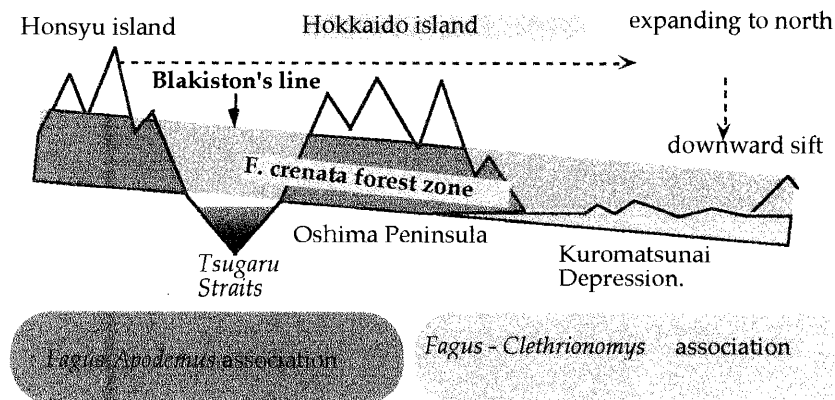 Honsyu island
Hokkaido island
expanding to north
Blakiston's line
downward sift
F. crenata forest zone
Oshima Peninsula
Tsugaru
Straits
Kuromatsunai
Depression.
Fagus-Apodemus association
Fagus - Clethrionomys association